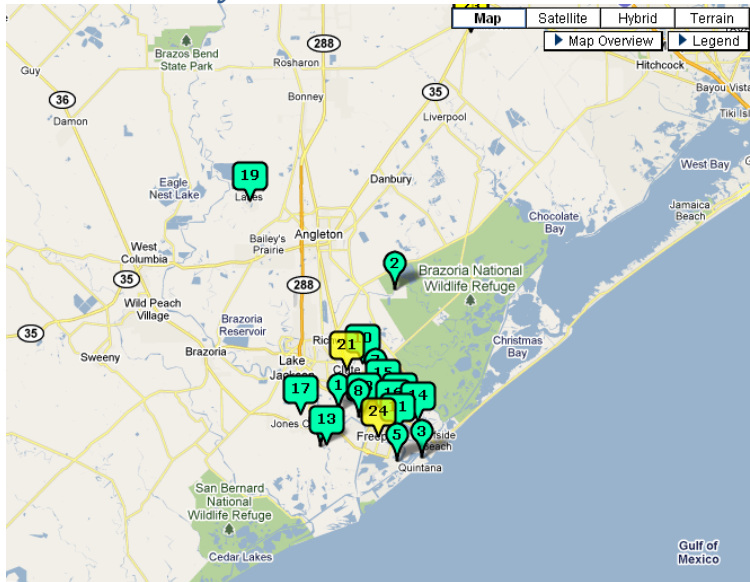 Map
Satellite
Hybrid
Terrain
Map Overview
Legend
Brazos Bend
State Park
288
Rosharon
Guy
Hitchcock
Bayou Vista
36
Bonney
35
Tiki
Damon
Liverpool
West Bay
19
Eagle
Nest Lake
Lakes
Danbury
Jamaica
Beach
Chocolate
Bay
Bailey's
Prairie
Angleton
West
Columbia
2
Brazoria National
Wildlife Refuge
35
288
Wild Peach
Village
Brazoria
Reservoir
Christmas
Bay
35
21
Sweeny
Brazoria
Lake
Jackson
Clute
15
17
1
8
14
13
24
Jones
5
3
Quintana
San Bernard
National
Wildlife Refuge
Cedar Lakes
Gulf of
Mexico